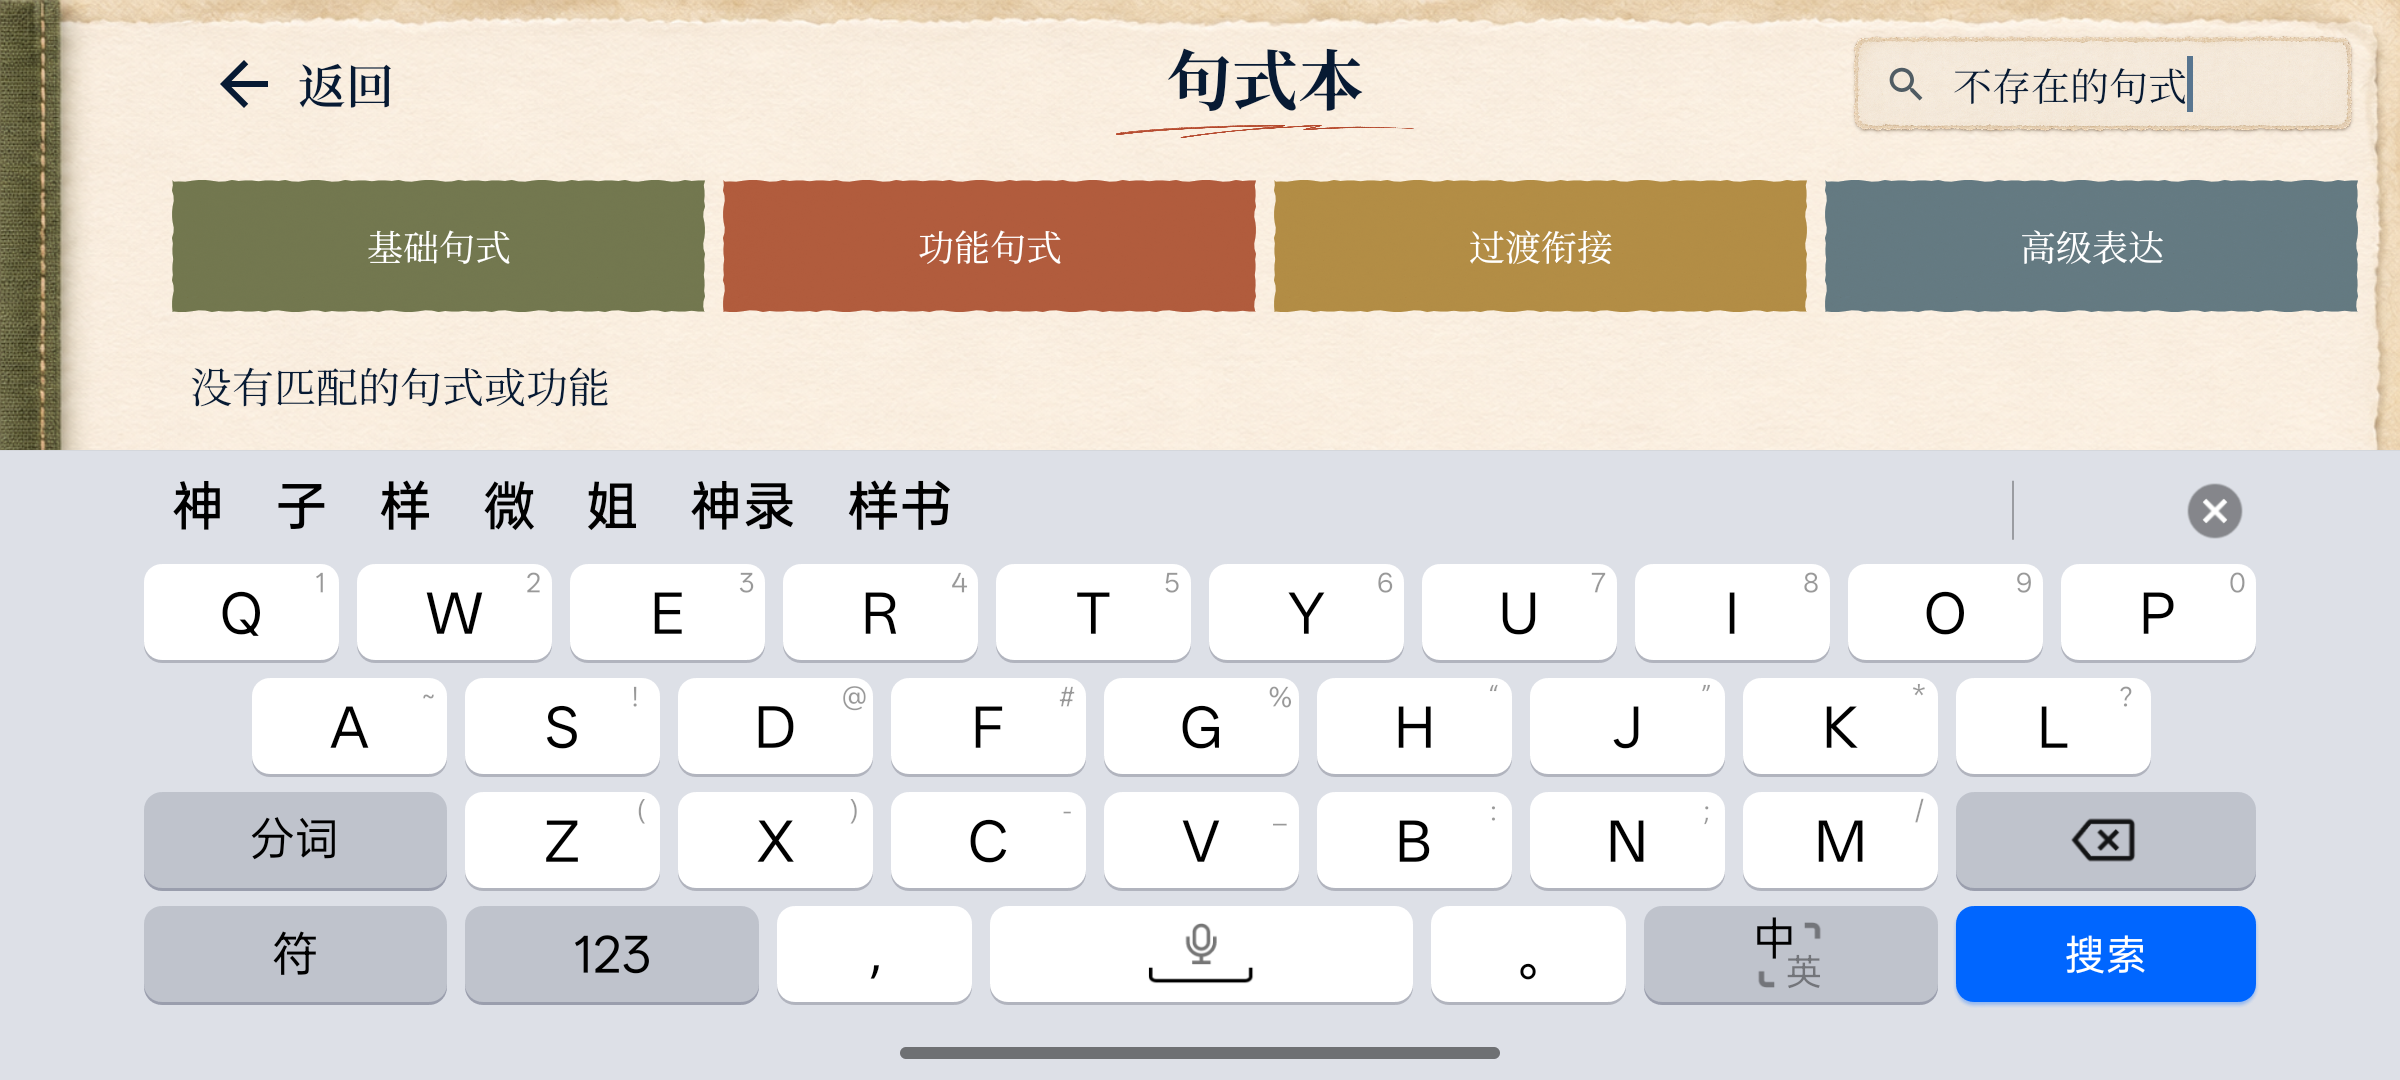 返回
句式本
不存在的句式
基础句式
功能句式
过渡衔接
高级表达
没有匹配的句式或功能
神 子 样 微 姐 神录 样书
Q 1 W 2 E 3 R 4 T 5 Y 6 U 7 I 8 O 9 P 0
A ~ S ! D @ F # G % H “ J ” K * L ?
分词 Z ( X ) C - V _ B : N ; M /
符 123 , 。 中 英 搜索